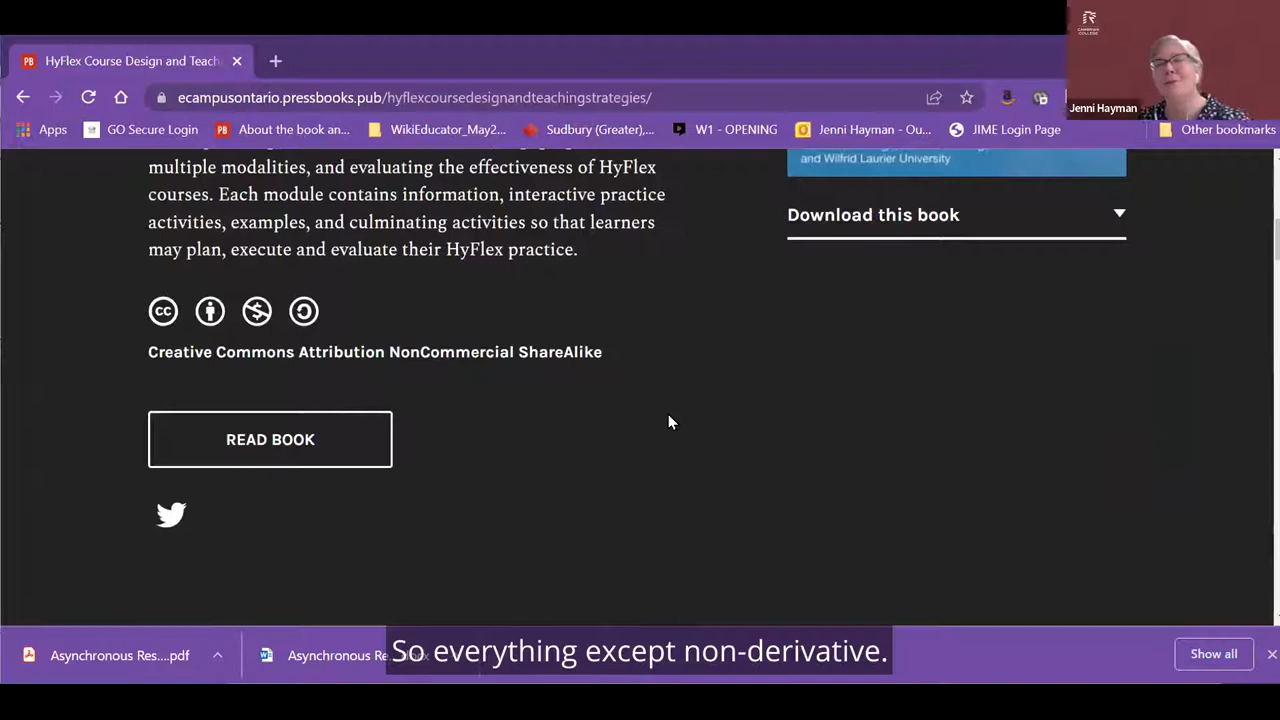 HyFlex Course Design and Teach
ecampusontario.pressbooks.pub/hyflexcoursedesignandteachingstrategies/
CAMBRIAN
COLLEGE
Jenni Hayman
Apps
GO Secure Login
About the book an...
WikiEducator_May2...
Sudbury (Greater),...
W1 - OPENING
Jenni Hayman - Ou...
JIME Login Page
Other bookmarks
multiple modalities, and evaluating the effectiveness of HyFlex
courses. Each module contains information, interactive practice
activities, examples, and culminating activities so that learners
may plan, execute and evaluate their HyFlex practice.
and Wilfrid Laurier University
Download this book
Creative Commons Attribution NonCommercial ShareAlike
READ BOOK
Asynchronous Res....pdf
Asynchronous Re
So everything except non-derivative.
Show all